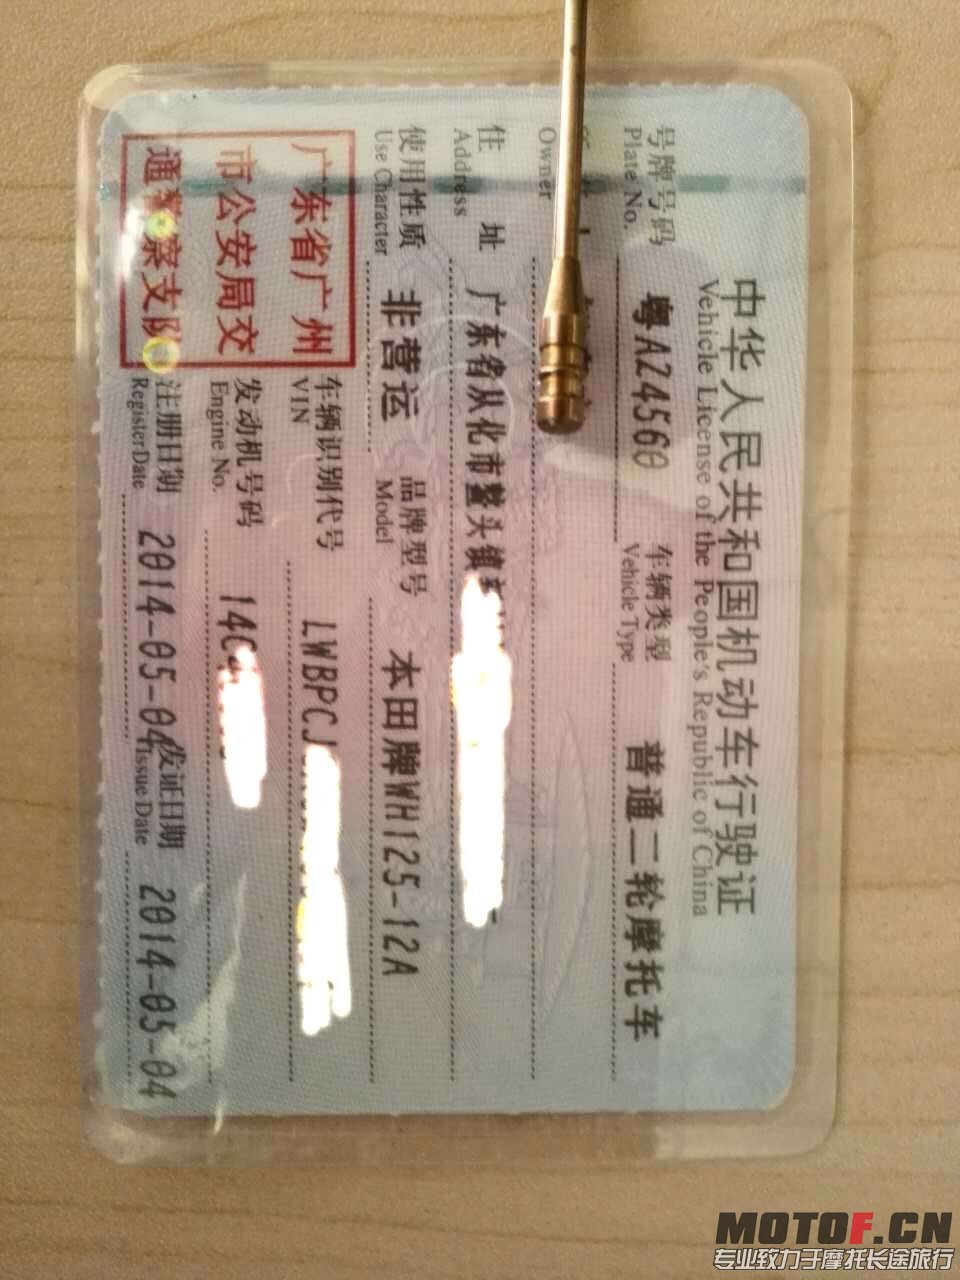 中华人民共和国机动车行驶证
Vehicle License of the People's Republic of China
号牌号码 粤A24560 车辆类型 普通二轮摩托车
Plate No. Vehicle Type
Owner
住 址 广东省从化市鳌头镇
Address
使用性质 非营运 品牌型号 本田牌WH125-12A
Use Character Model
广东省广州
市公安局交
通警察支队
车辆识别代号 LWBPCJ
VIN
发动机号码 14C
Engine No.
注册日期 2014-05-04 发证日期 2014-05-04
Register Date Issue Date
MOTOF.CN
专业致力于摩托长途旅行